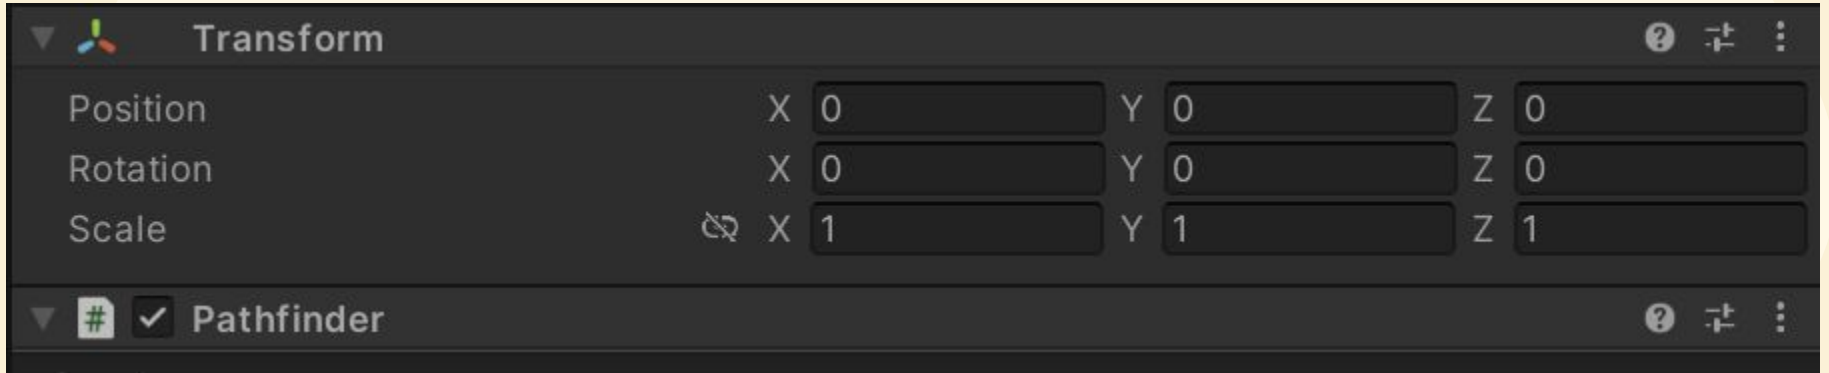 Transform
Position X 0 Y 0 Z 0
Rotation X 0 Y 0 Z 0
Scale X 1 Y 1 Z 1
# Pathfinder